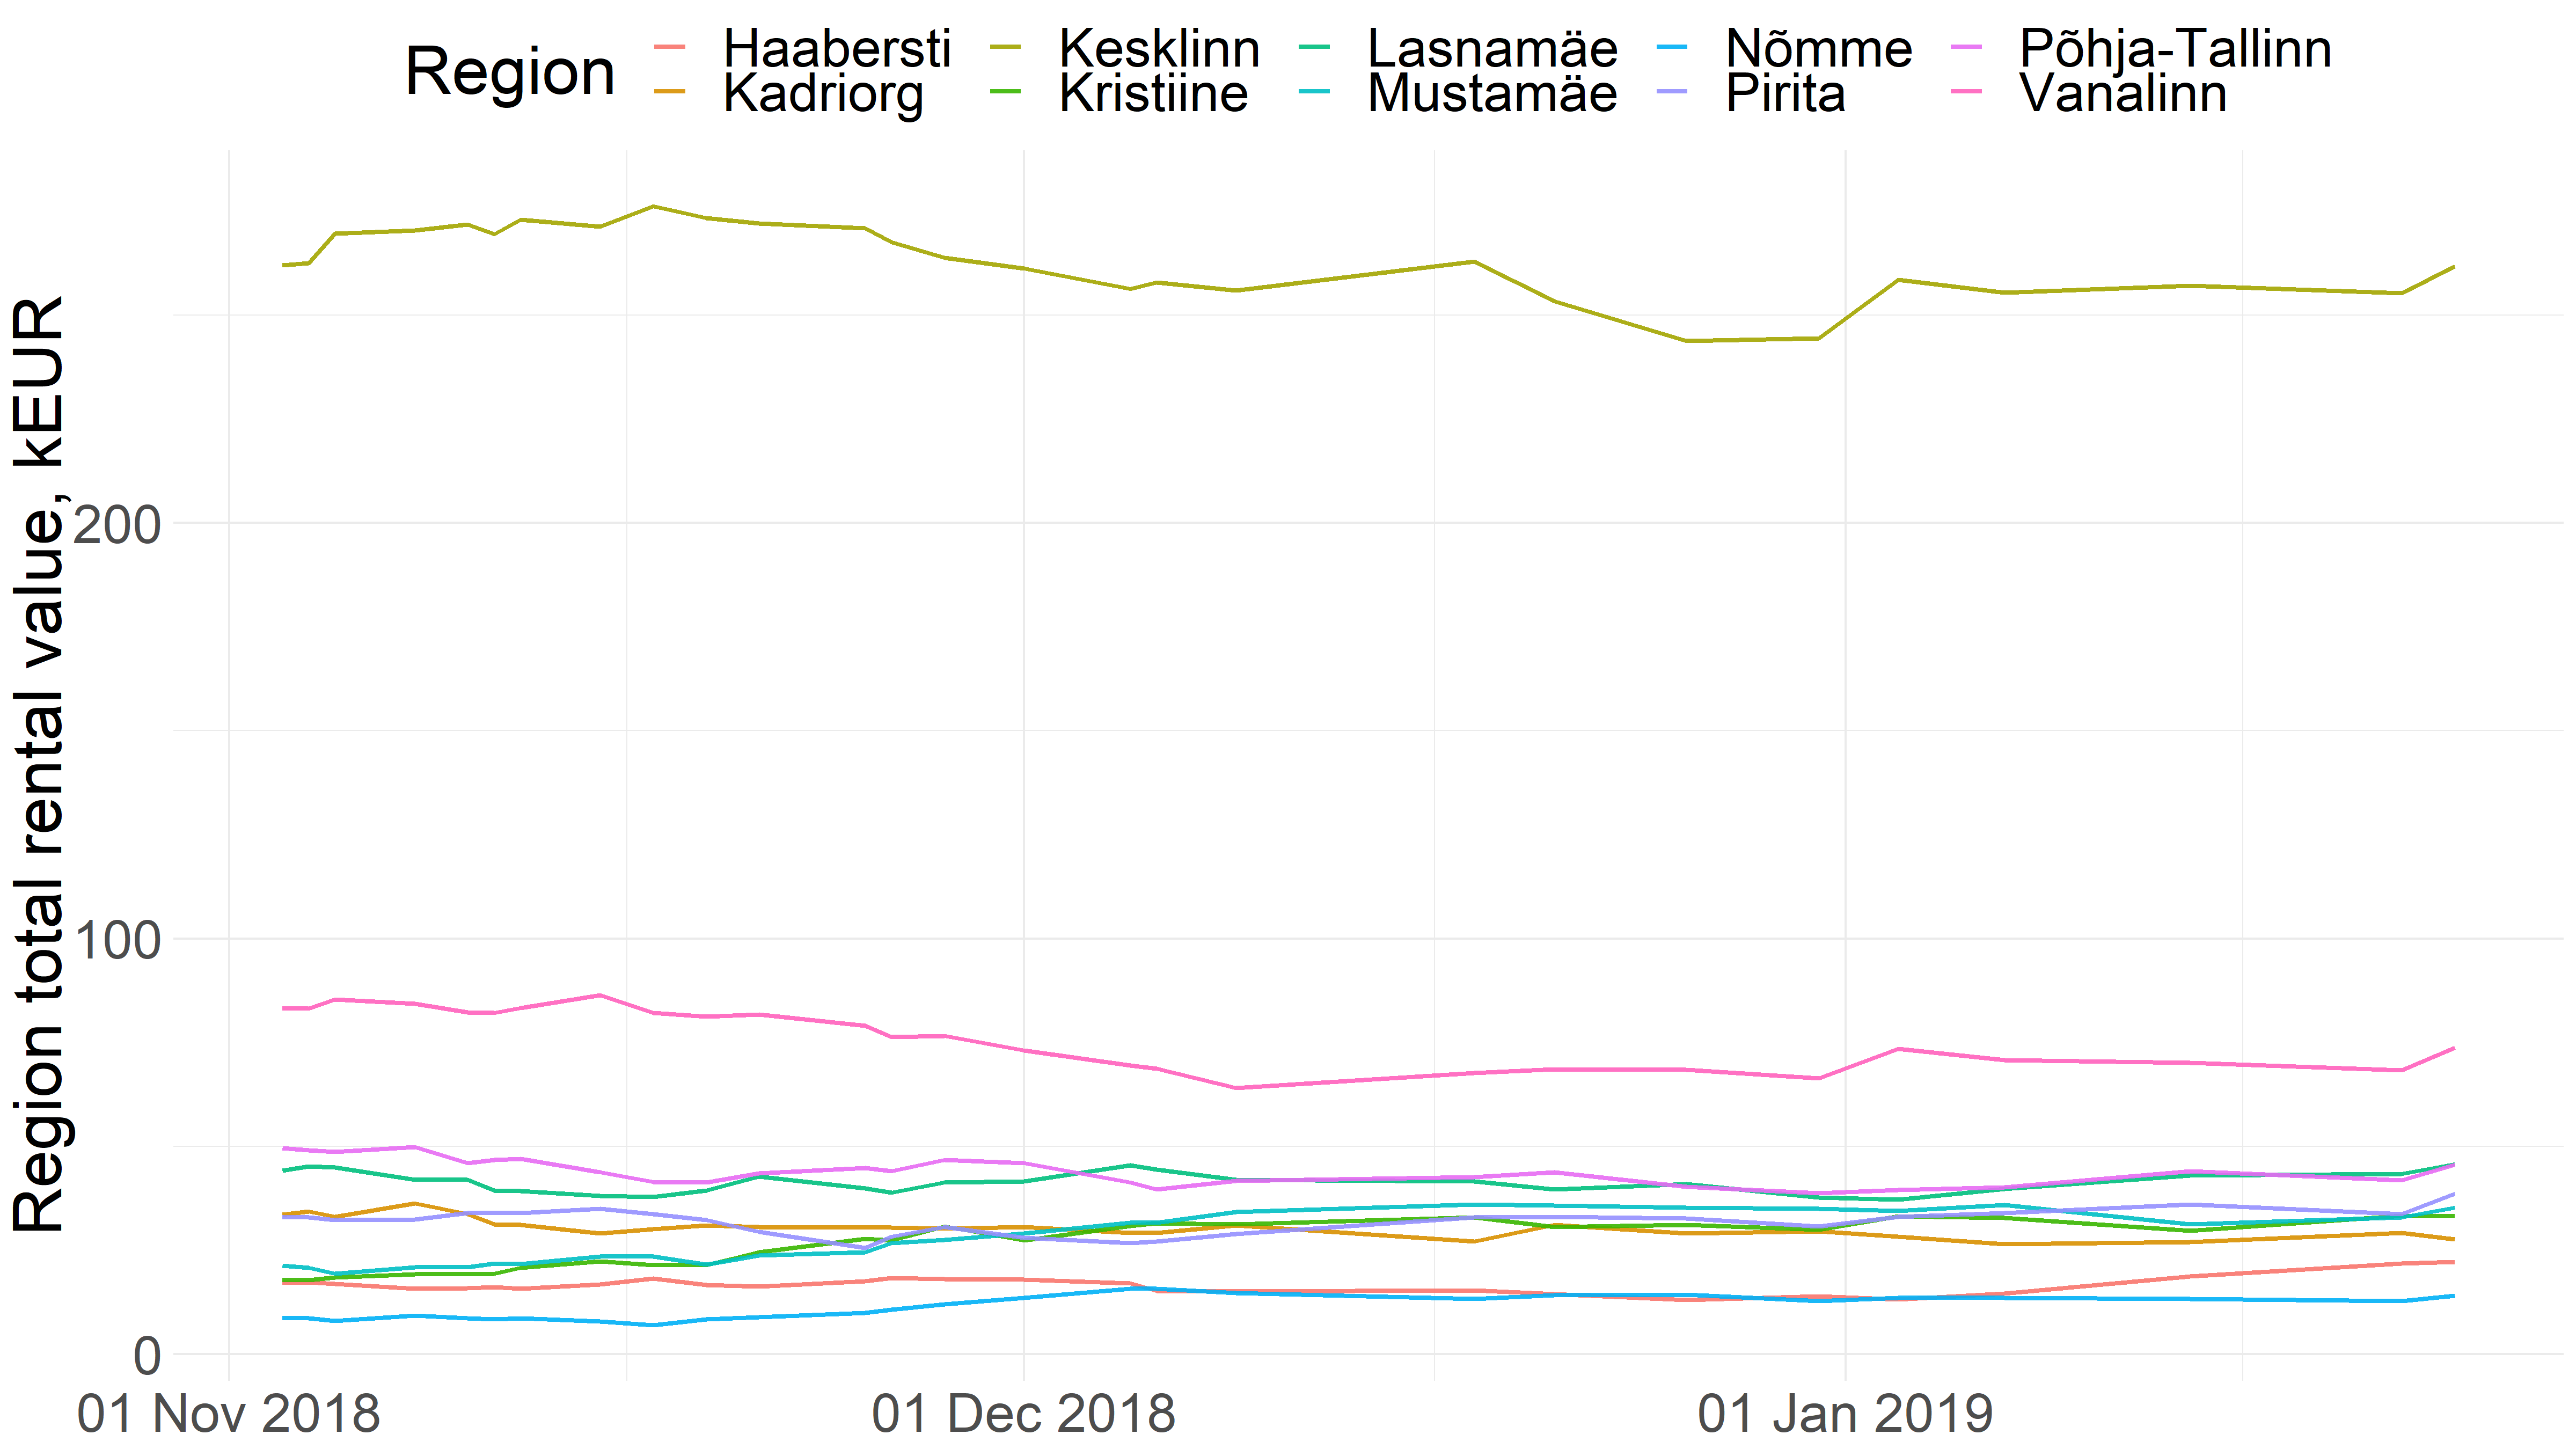 Region
Haabersti Kesklinn Lasnamäe Nõmme Põhja-Tallinn
Kadriorg Kristiine Mustamäe Pirita Vanalinn
Region total rental value, kEUR
200
100
0
01 Nov 2018 01 Dec 2018 01 Jan 2019